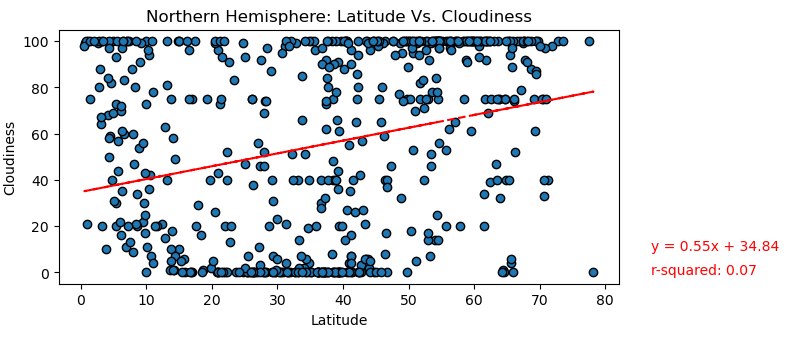 Northern Hemisphere: Latitude Vs. Cloudiness
Cloudiness
100
80
60
40
20
0
0 10 20 30 40 50 60 70 80
Latitude
y = 0.55x + 34.84
r-squared: 0.07